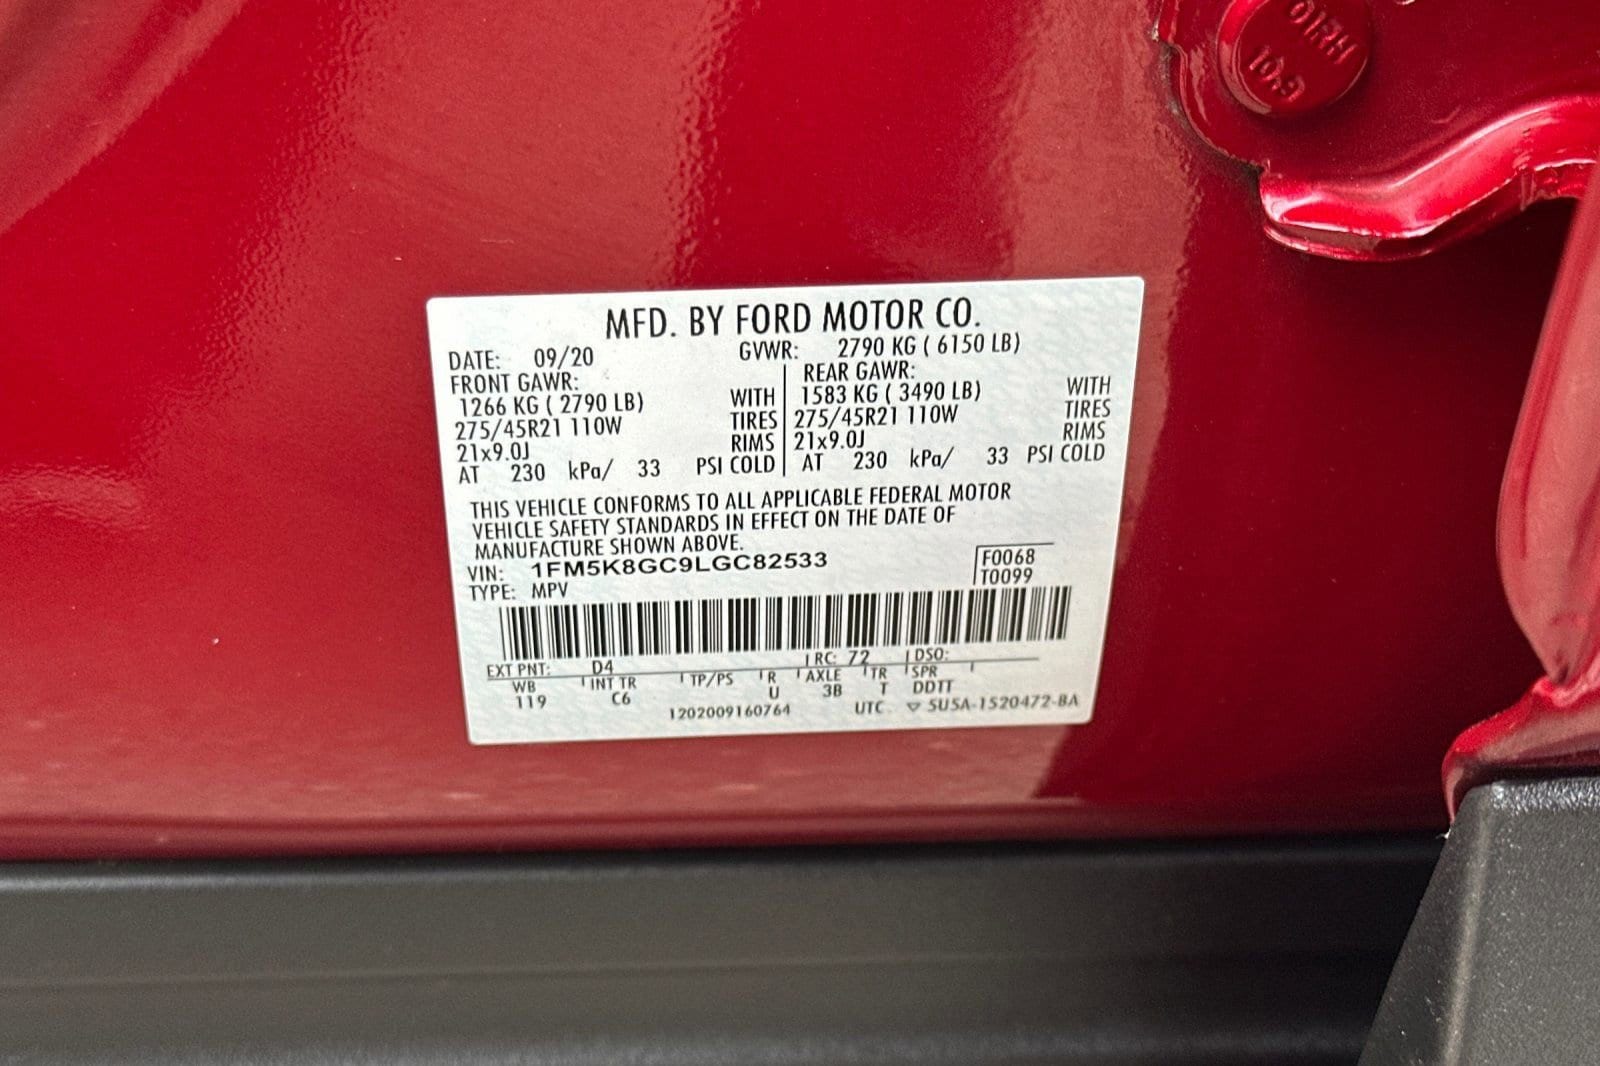 01RH
10.9
MFD. BY FORD MOTOR CO.
DATE: 09/20 GVWR: 2790 KG ( 6150 LB)
FRONT GAWR: REAR GAWR:
1266 KG ( 2790 LB) WITH 1583 KG ( 3490 LB) WITH
275/45R21 110W TIRES 275/45R21 110W TIRES
21x9.0J RIMS 21x9.0J RIMS
AT 230 kPa/ 33 PSI COLD AT 230 kPa/ 33 PSI COLD
THIS VEHICLE CONFORMS TO ALL APPLICABLE FEDERAL MOTOR
VEHICLE SAFETY STANDARDS IN EFFECT ON THE DATE OF
MANUFACTURE SHOWN ABOVE.
VIN: 1FM5K8GC9LGC82533 F0068
TYPE: MPV T0099
EXT PNT: D4 RC: 72 DSO:
WB INT TR TP/PS R AXLE TR SPR
119 C6 U 3B T DDTT
1202009160764 UTC ▽ SU5A-1520472-BA